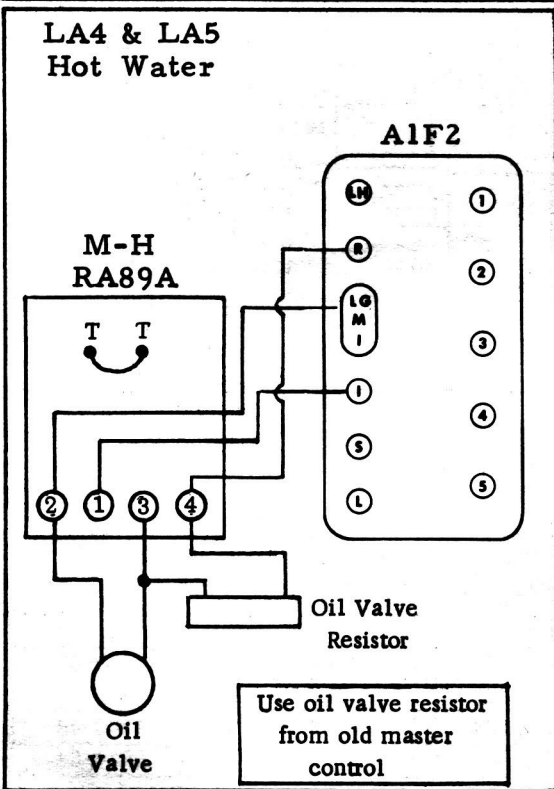 LA4 & LA5
Hot Water
A1F2
LH
R
LG
M
I
I
S
L
1
2
3
4
5
M-H
RA89A
T T
2 1 3 4
Oil Valve
Resistor
Oil
Valve
Use oil valve resistor
from old master
control